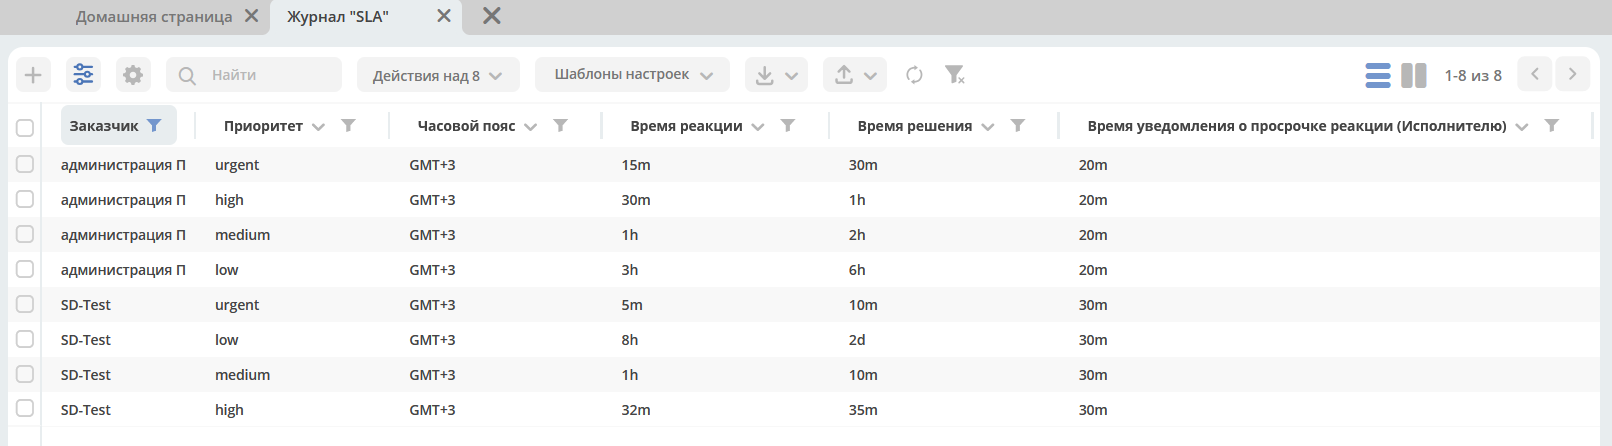 Домашняя страница Журнал "SLA"
Найти Действия над 8 Шаблоны настроек 1-8 из 8
Заказчик Приоритет Часовой пояс Время реакции Время решения Время уведомления о просрочке реакции (Исполнителю)
администрация П urgent GMT+3 15m 30m 20m
администрация П high GMT+3 30m 1h 20m
администрация П medium GMT+3 1h 2h 20m
администрация П low GMT+3 3h 6h 20m
SD-Test urgent GMT+3 5m 10m 30m
SD-Test low GMT+3 8h 2d 30m
SD-Test medium GMT+3 1h 10m 30m
SD-Test high GMT+3 32m 35m 30m